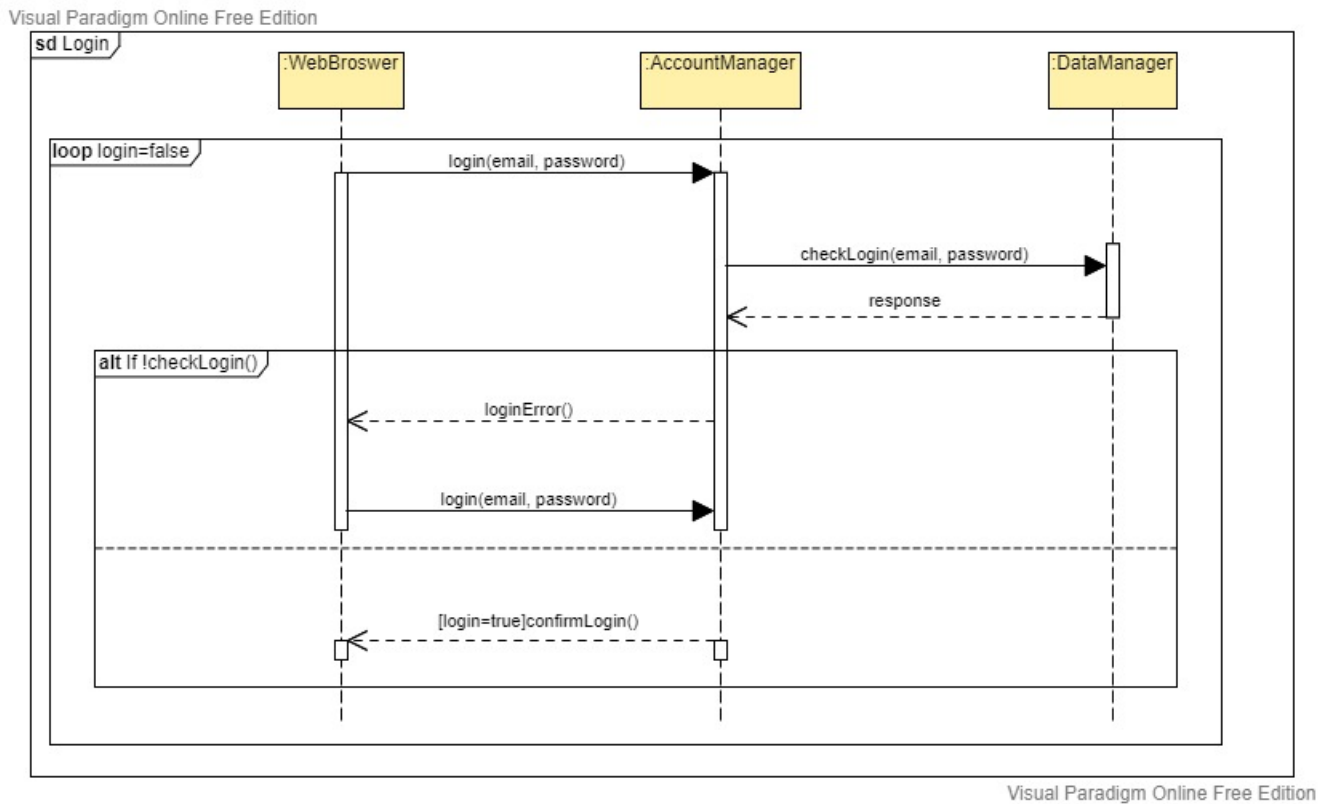 Visual Paradigm Online Free Edition
sd Login
:WebBroswer
:AccountManager
:DataManager
loop login=false
login(email, password)
checkLogin(email, password)
response
alt If !checkLogin()
loginError()
login(email, password)
[login=true]confirmLogin()
Visual Paradigm Online Free Edition